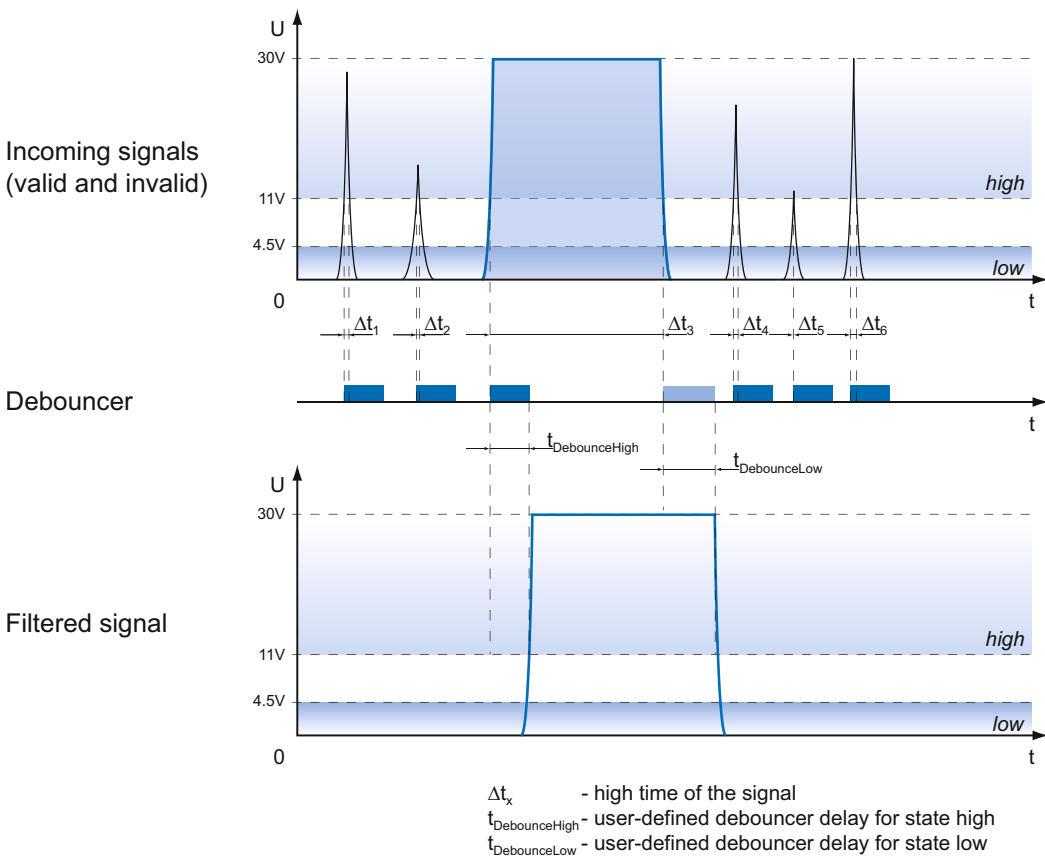 U
30V
Incoming signals
(valid and invalid)
high
11V
4.5V
low
0
t
Δt1
Δt2
Δt3
Δt4
Δt5
Δt6
Debouncer
t
tDebounceHigh
tDebounceLow
U
30V
Filtered signal
high
11V
4.5V
low
0
t
Δtx - high time of the signal
tDebounceHigh - user-defined debouncer delay for state high
tDebounceLow - user-defined debouncer delay for state low